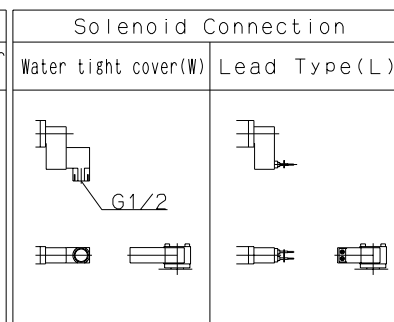 Solenoid Connection
Water tight cover(W)
Lead Type(L)
G1/2